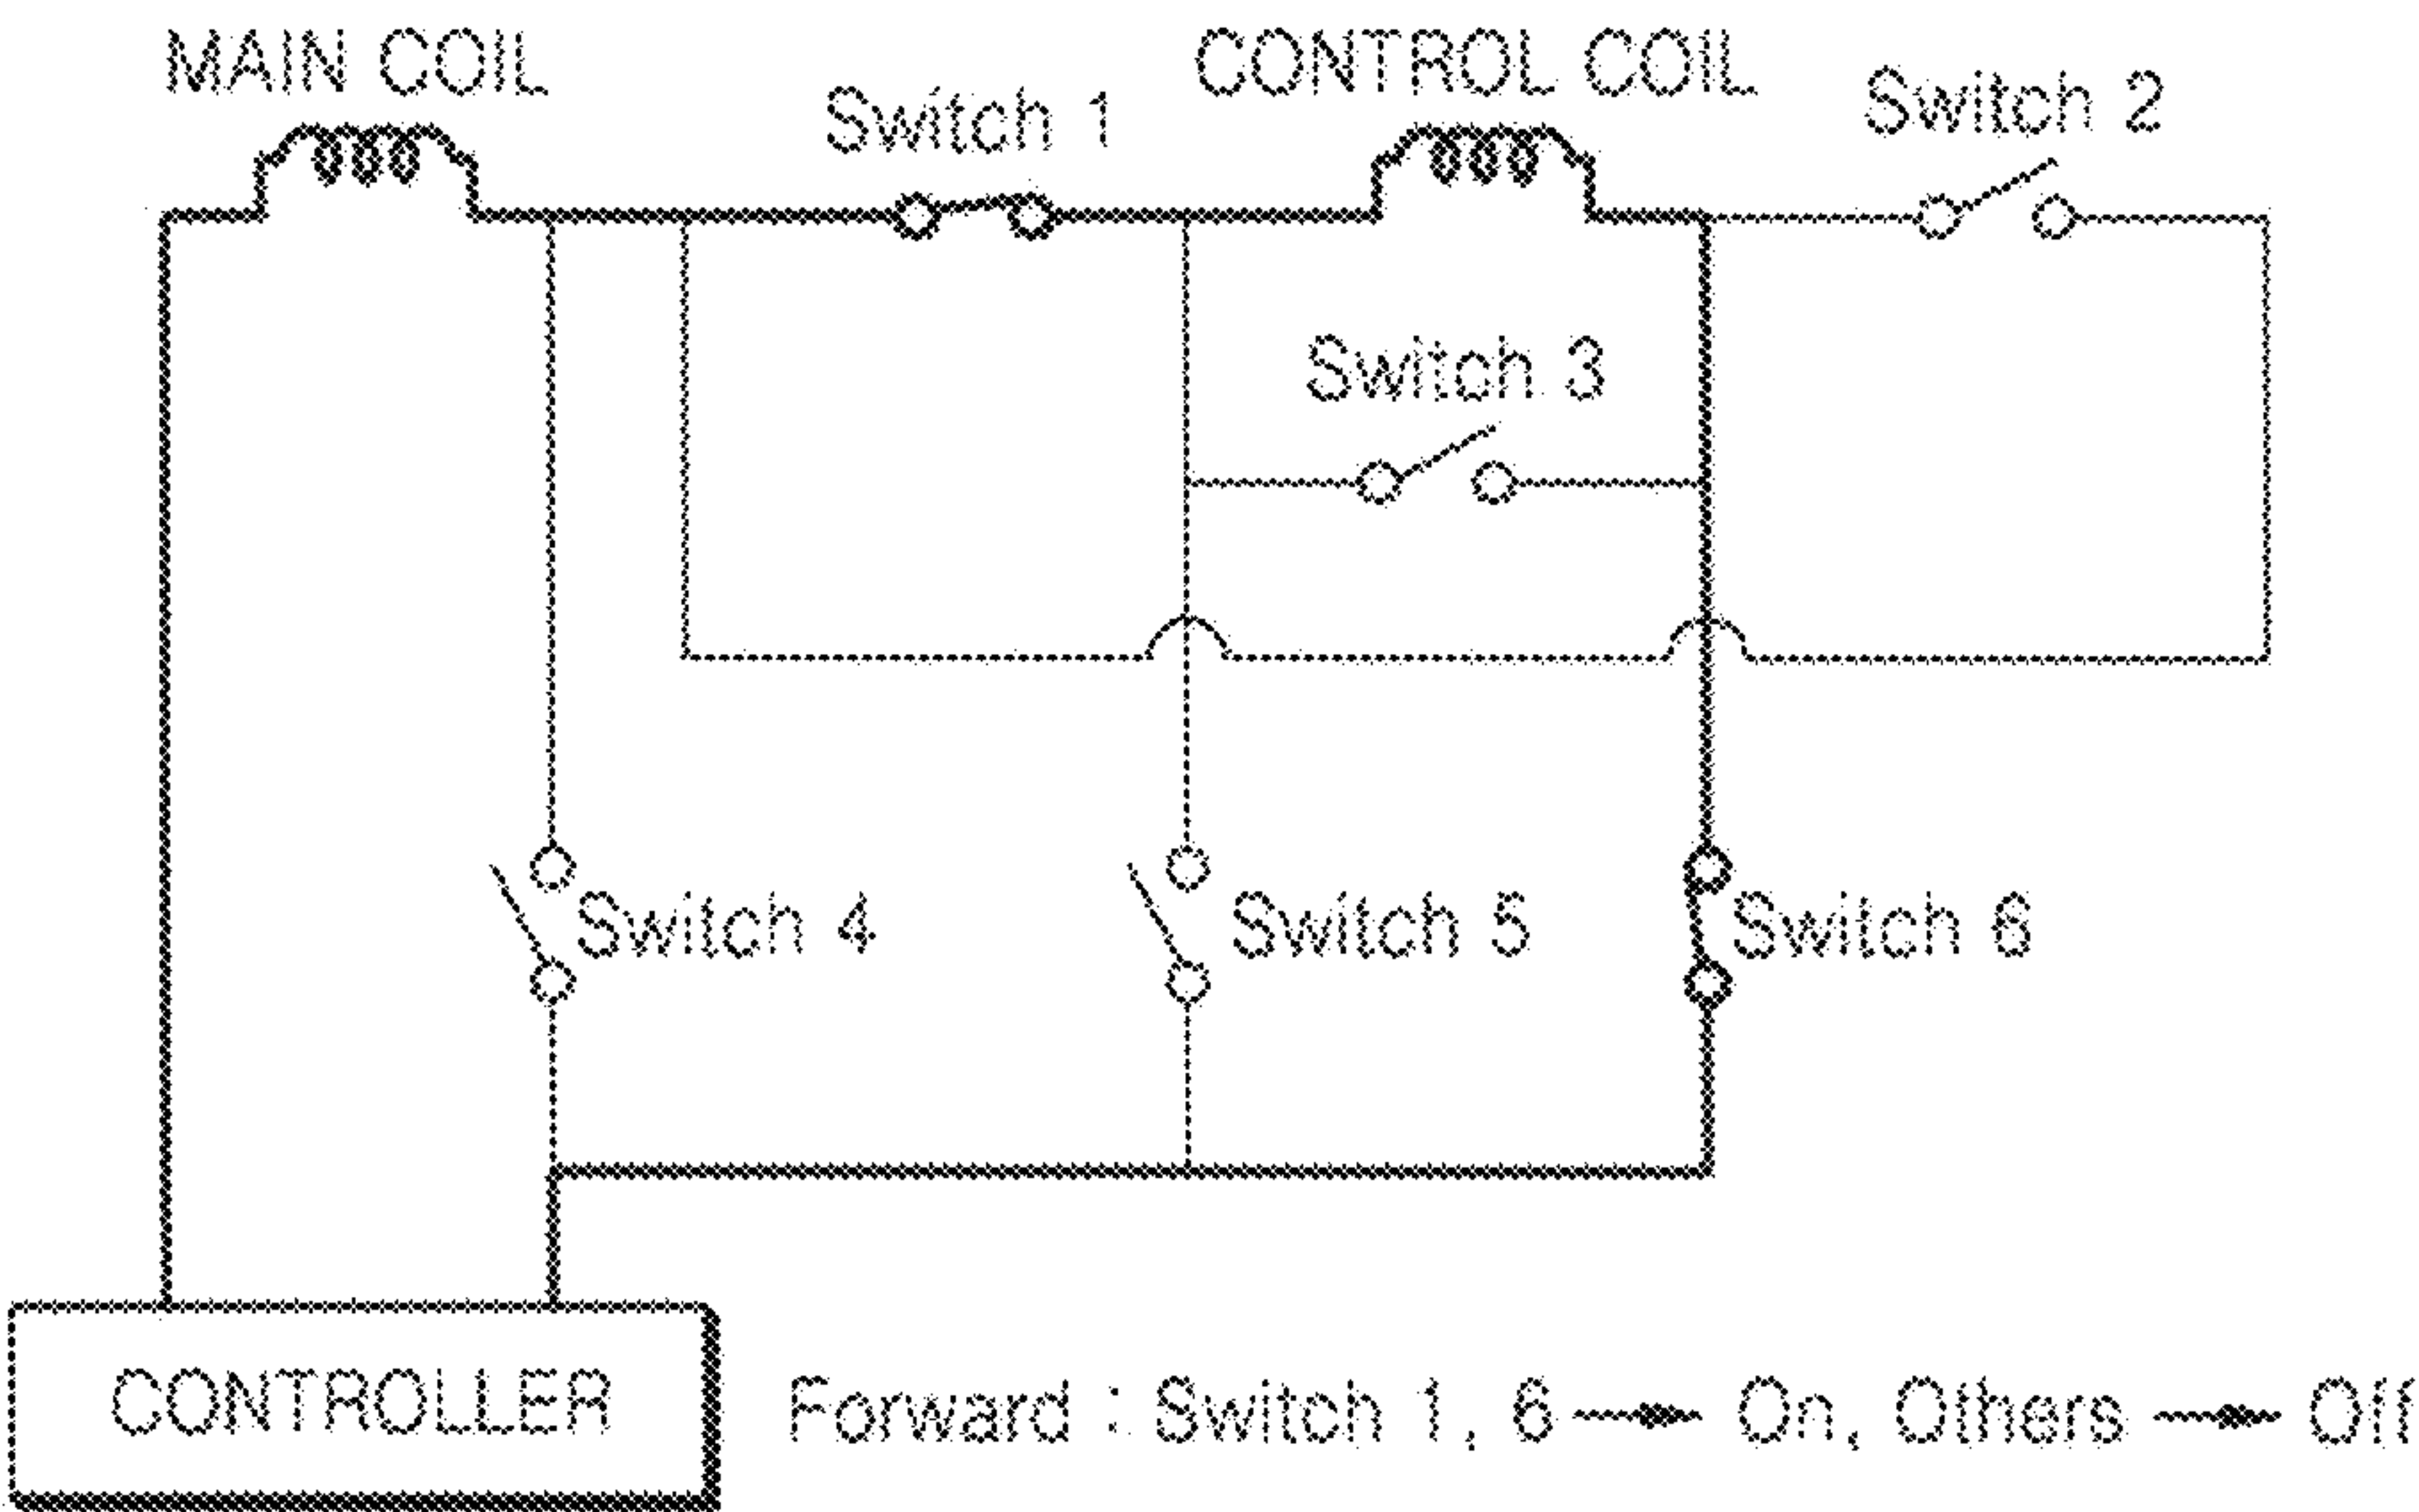 MAIN COIL
CONTROL COIL
Switch 1
Switch 2
Switch 3
Switch 4
Switch 5
Switch 6
CONTROLLER
Forward : Switch 1, 6 → On, Others → Off